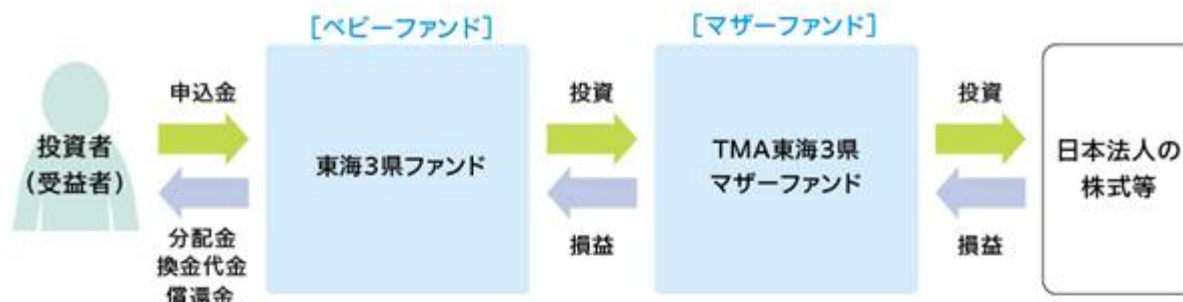 [ベビーファンド]
[マザーファンド]
申込金
投資
投資
投資者
(受益者)
東海3県ファンド
TMA東海3県
マザーファンド
日本法人の
株式等
分配金
換金代金
償還金
損益
損益